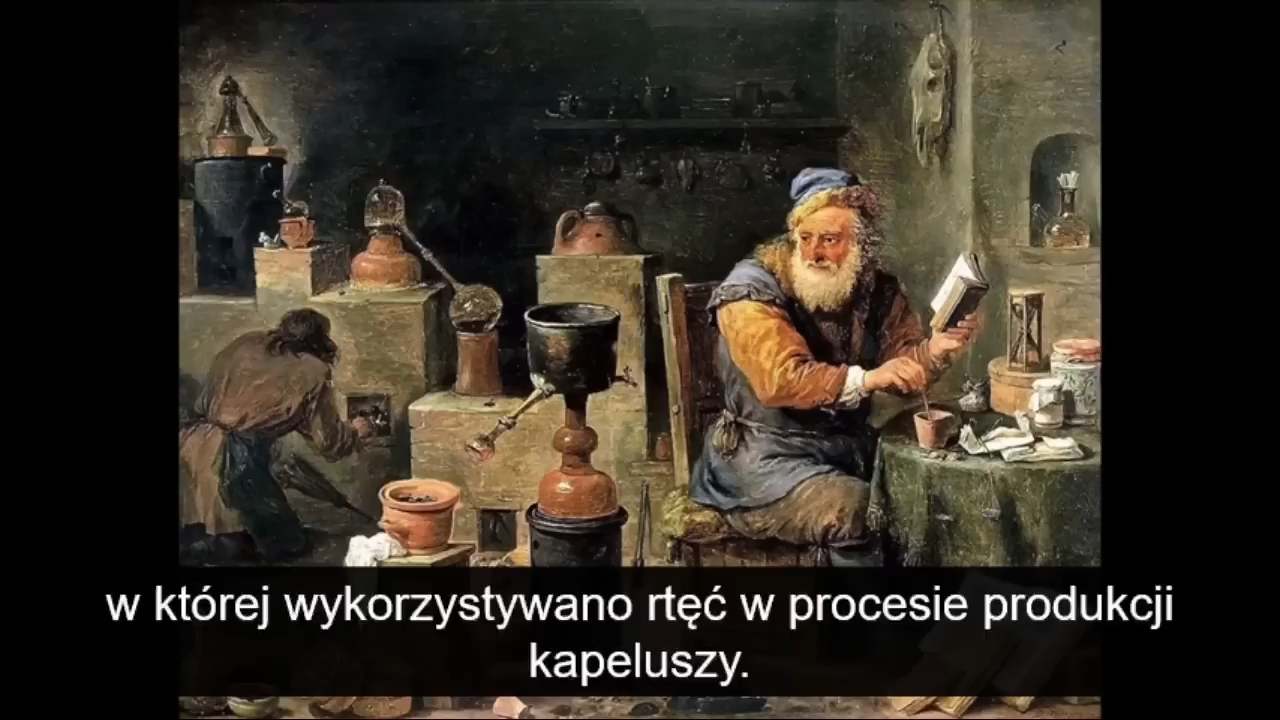 w której wykorzystywano rtęć w procesie produkcji
kapeluszy.